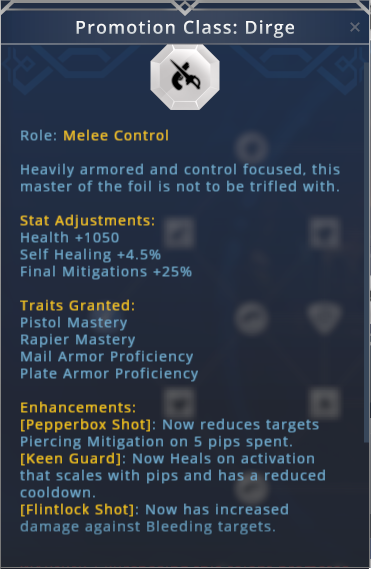 Promotion Class: Dirge
Role: Melee Control
Heavily armored and control focused, this
master of the foil is not to be trifled with.
Stat Adjustments:
Health +1050
Self Healing +4.5%
Final Mitigations +25%
Traits Granted:
Pistol Mastery
Rapier Mastery
Mail Armor Proficiency
Plate Armor Proficiency
Enhancements:
[Pepperbox Shot]: Now reduces targets
Piercing Mitigation on 5 pips spent.
[Keen Guard]: Now Heals on activation
that scales with pips and has a reduced
cooldown.
[Flintlock Shot]: Now has increased
damage against Bleeding targets.